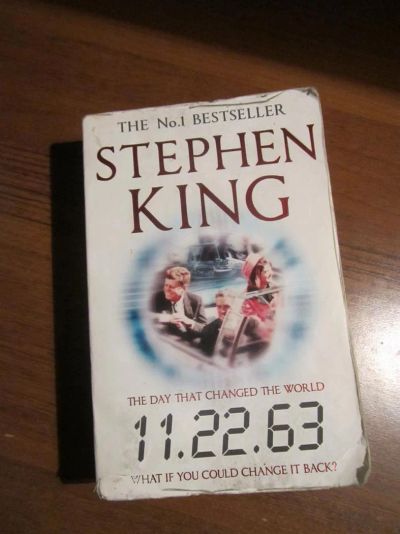 THE No.1 BESTSELLER
STEPHEN
KING
THE DAY THAT CHANGED THE WORLD
11.22.63
WHAT IF YOU COULD CHANGE IT BACK?